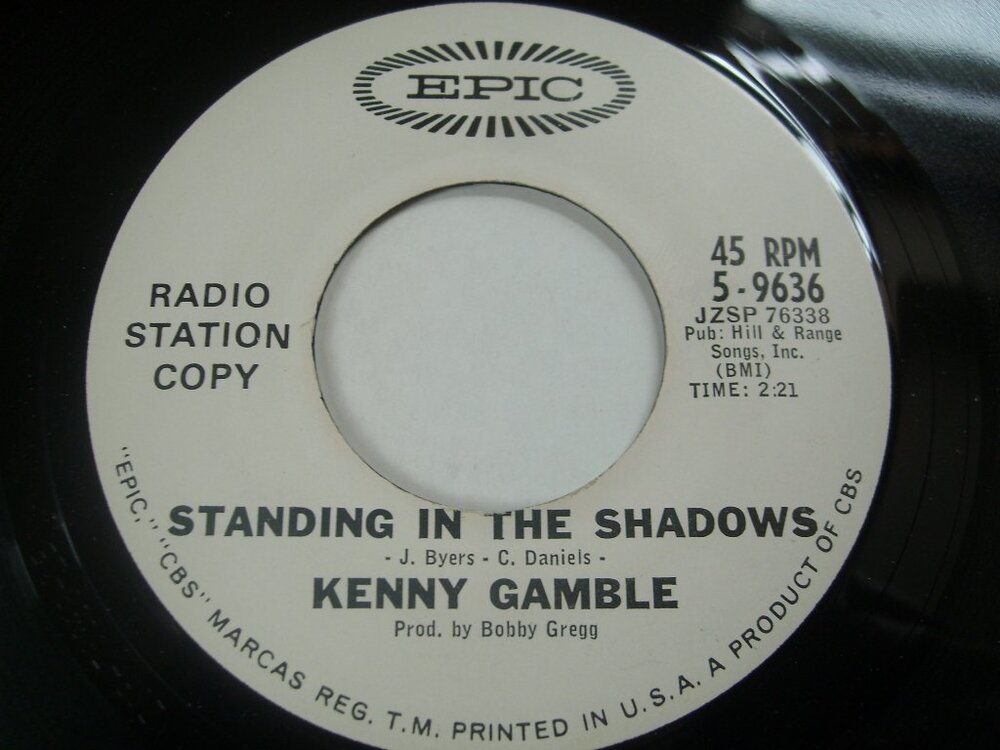 EPIC
RADIO
STATION
COPY
45 RPM
5-9636
JZSP 76338
Pub: Hill & Range
Songs, Inc.
(BMI)
TIME: 2:21
STANDING IN THE SHADOWS
- J. Byers - C. Daniels -
KENNY GAMBLE
Prod. by Bobby Gregg
"EPIC," "CBS" MARCAS REG. T.M. PRINTED IN U.S.A. A PRODUCT OF CBS